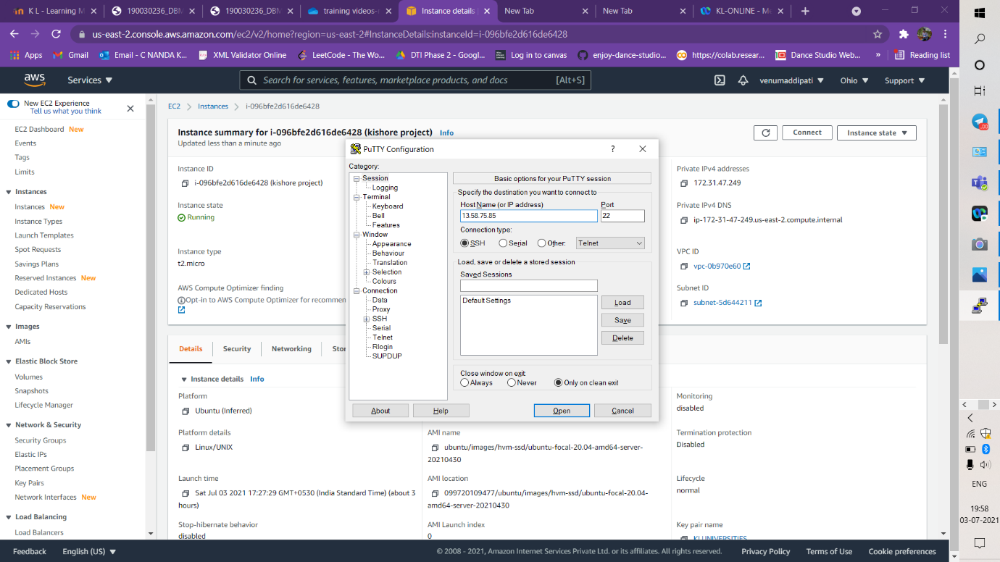 K L - Learning M
190030236_DBM
190030236_DBM
training videos-
Instance details
New Tab
New Tab
KL-ONLINE - Me
us-east-2.console.aws.amazon.com/ec2/v2/home?region=us-east-2#InstanceDetails:instanceId=i-096bfe2d616de6428
Apps
Gmail
Email - C NANDA K...
XML Validator Online
LeetCode - The Wo...
DTI Phase 2 - Googl...
Log in to canvas
enjoy-dance-studio...
https://colab.resear...
Dance Studio Web...
»
Reading list
aws
Services
Search for services, features, marketplace products, and docs
[Alt+S]
venumaddipati
Ohio
Support
New EC2 Experience
Tell us what you think
EC2 Dashboard New
Events
Tags
Limits
Instances
Instances New
Instance Types
Launch Templates
Spot Requests
Savings Plans
Reserved Instances New
Dedicated Hosts
Capacity Reservations
Images
AMIs
Elastic Block Store
Volumes
Snapshots
Lifecycle Manager
Network & Security
Security Groups
Elastic IPs
Placement Groups
Key Pairs
Network Interfaces New
Load Balancing
Load Balancers
EC2
Instances
i-096bfe2d616de6428
Instance summary for i-096bfe2d616de6428 (kishore project) Info
Updated less than a minute ago
Connect
Instance state
Instance ID
i-096bfe2d616de6428 (kishore project)
Instance state
Running
Instance type
t2.micro
AWS Compute Optimizer finding
Opt-in to AWS Compute Optimizer for recommen
Private IPv4 addresses
172.31.47.249
Private IPv4 DNS
ip-172-31-47-249.us-east-2.compute.internal
VPC ID
vpc-0b970e60
Subnet ID
subnet-5d644211
PuTTY Configuration
?
Category:
Session
Logging
Terminal
Keyboard
Bell
Features
Window
Appearance
Behaviour
Translation
Selection
Colours
Connection
Data
Proxy
SSH
Serial
Telnet
Rlogin
SUPDUP
Basic options for your PuTTY session
Specify the destination you want to connect to
Host Name (or IP address)
Port
13.58.75.85
22
Connection type:
SSH
Serial
Other:
Telnet
Load, save or delete a stored session
Saved Sessions
Default Settings
Load
Save
Delete
Close window on exit:
Always
Never
Only on clean exit
About
Help
Open
Cancel
Details
Security
Networking
Stor
Instance details Info
Platform
Ubuntu (Inferred)
Platform details
Linux/UNIX
Launch time
Sat Jul 03 2021 17:27:29 GMT+0530 (India Standard Time) (about 3
hours)
Stop-hibernate behavior
disabled
AMI name
ubuntu/images/hvm-ssd/ubuntu-focal-20.04-amd64-server-
20210430
AMI location
099720109477/ubuntu/images/hvm-ssd/ubuntu-focal-20.04-
amd64-server-20210430
AMI Launch index
0
Monitoring
disabled
Termination protection
Disabled
Lifecycle
normal
Key pair name
KLUNIVERSITIES
Feedback
English (US)
© 2008 - 2021, Amazon Internet Services Private Ltd. or its affiliates. All rights reserved.
Privacy Policy
Terms of Use
Cookie preferences
ENG
19:58
03-07-2021